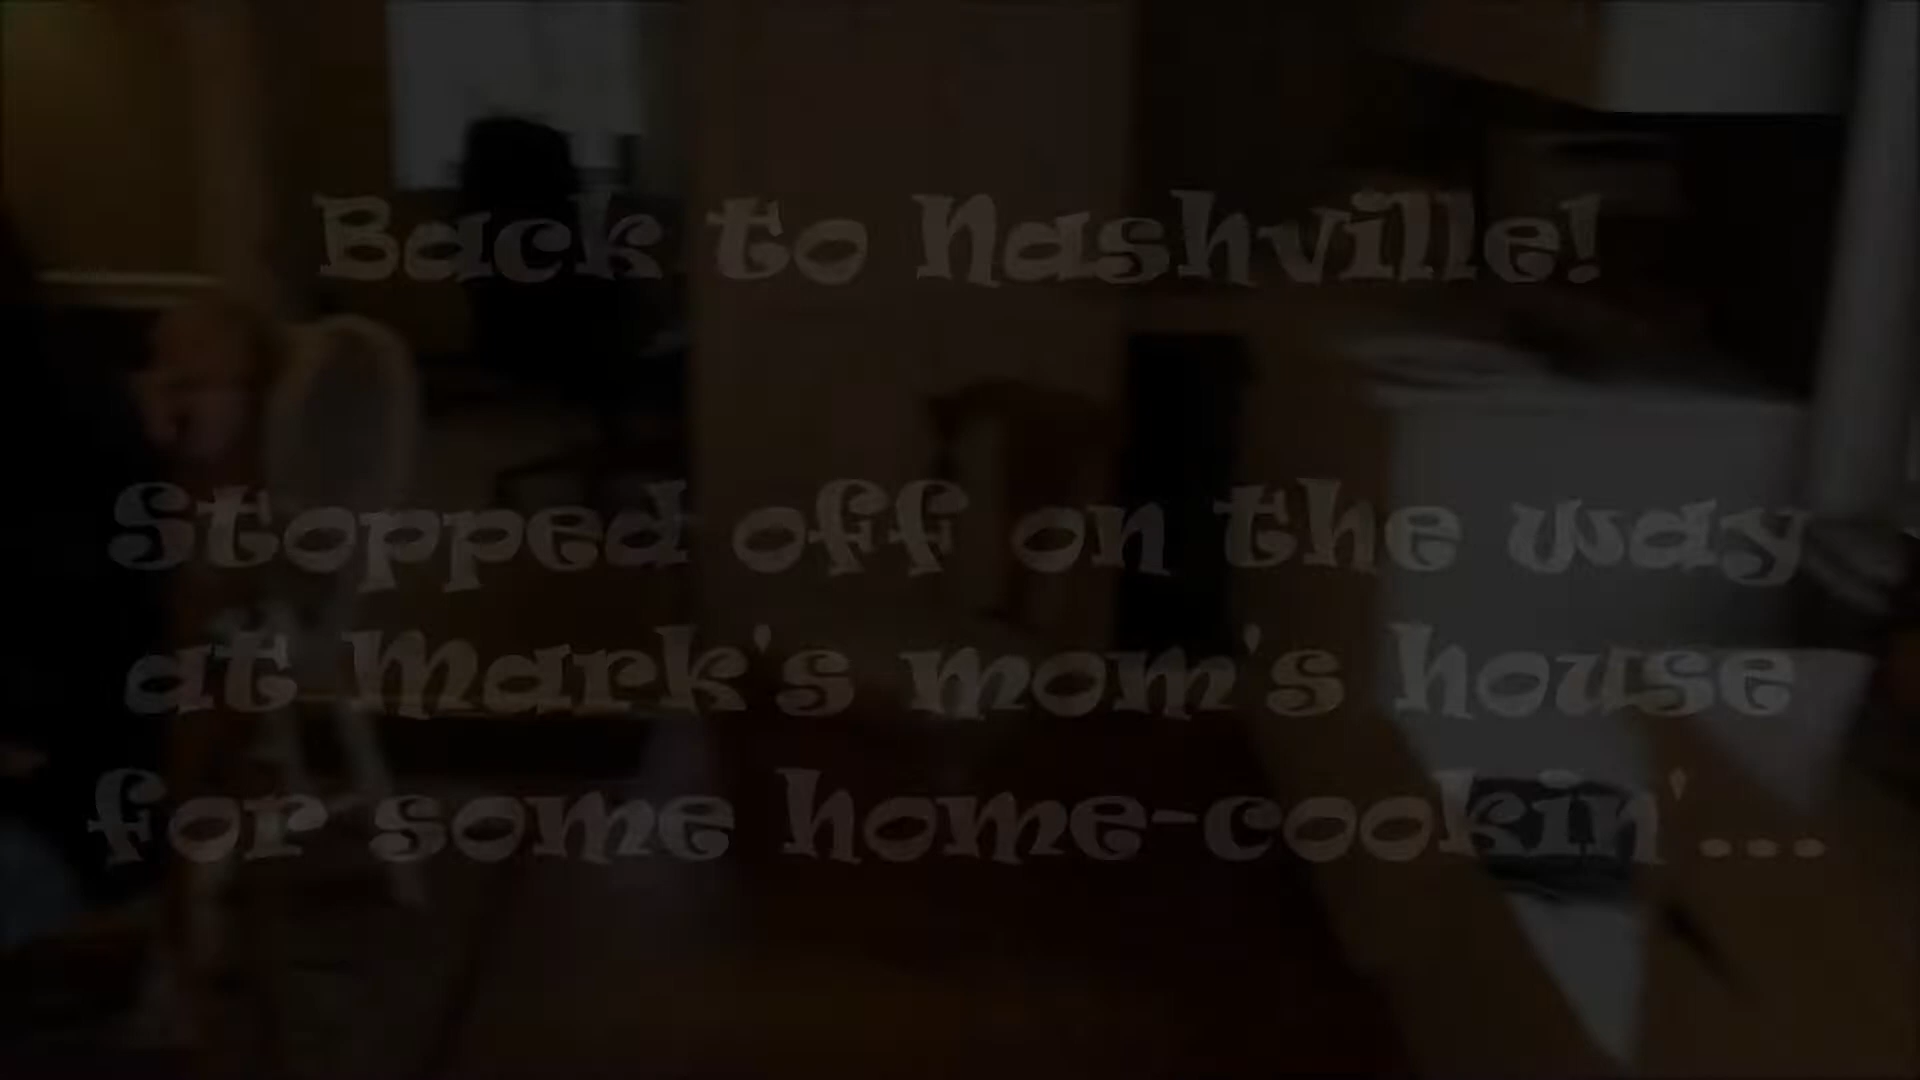 Back to Nashville!
Stopped off on the way
at Mark's mom's house
for some home-cookin'...